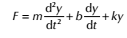 F = m d²y/dt² + b dy/dt + ky